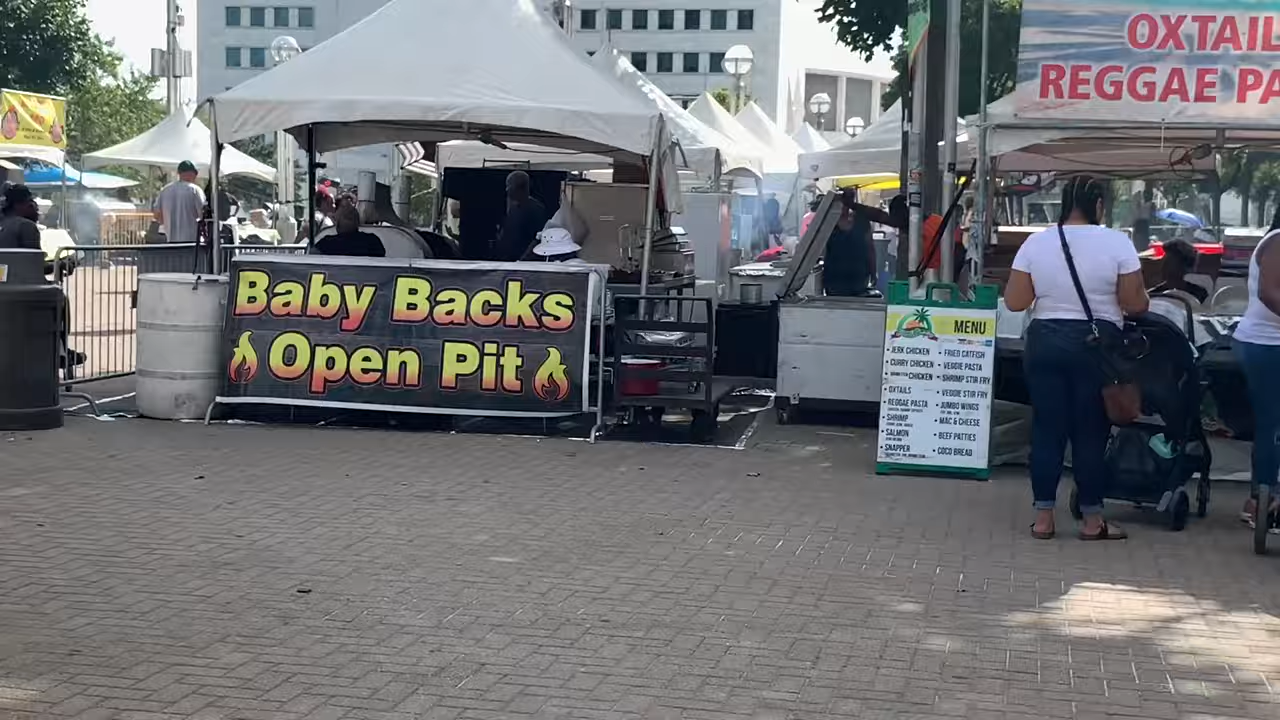 OXTAIL
REGGAE PA
Baby Backs
Open Pit
MENU
• JERK CHICKEN
• CURRY CHICKEN
CHICKEN
• OXTAILS
• REGGAE PASTA
• SHRIMP
• SALMON
• SNAPPER
• FRIED CATFISH
• VEGGIE PASTA
• SHRIMP STIR FRY
• VEGGIE STIR FRY
• JUMBO WINGS
• MAC & CHEESE
• BEEF PATTIES
• COCO BREAD